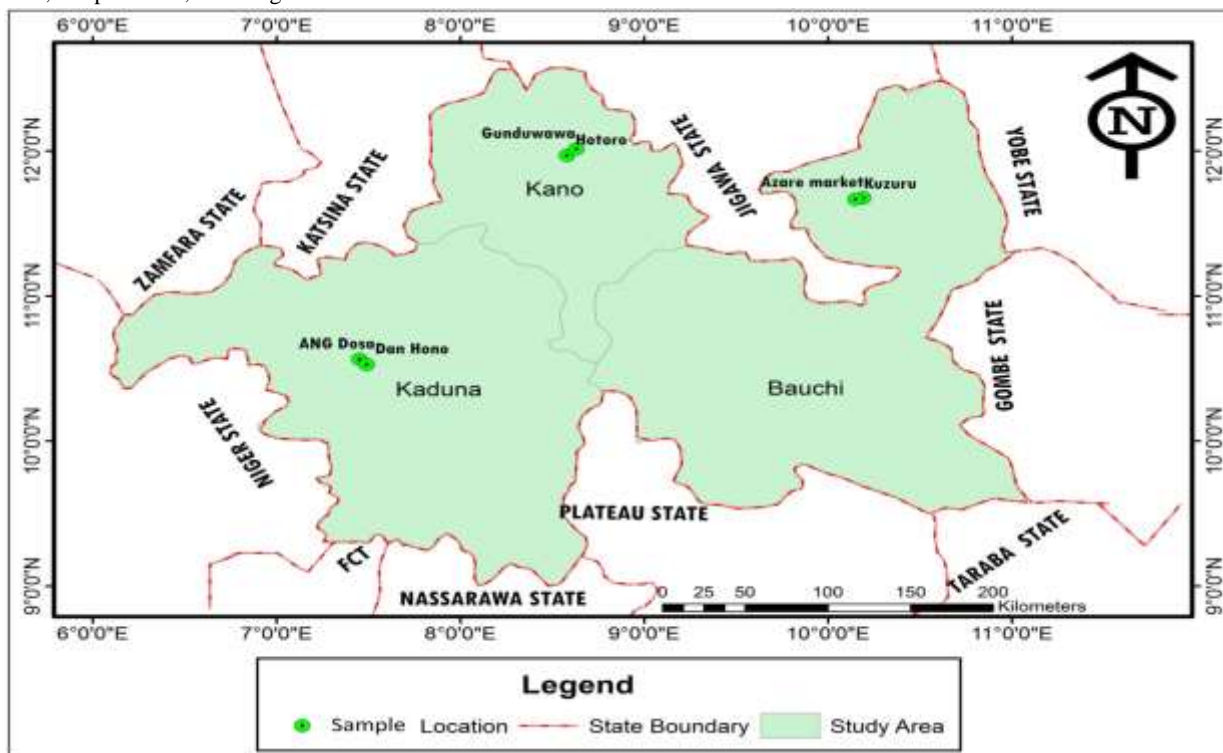 6°0'0"E 7°0'0"E 8°0'0"E 9°0'0"E 10°0'0"E 11°0'0"E
N
12°0'0"N
12°0'0"N
11°0'0"N
11°0'0"N
10°0'0"N
10°0'0"N
9°0'0"N
9°0'0"N
ZAMFARA STATE
KATSINA STATE
JIGAWA STATE
YOBE STATE
Gunduwawa
Hotoro
Kano
Azare market
Kuzuru
ANG Dosa
Dan Hono
Kaduna
Bauchi
GOMBE STATE
NIGER STATE
PLATEAU STATE
TARABA STATE
FCT
NASSARAWA STATE
0 25 50 100 150 200
Kilometers
6°0'0"E 7°0'0"E 8°0'0"E 9°0'0"E 10°0'0"E 11°0'0"E
Legend
Sample Location State Boundary Study Area